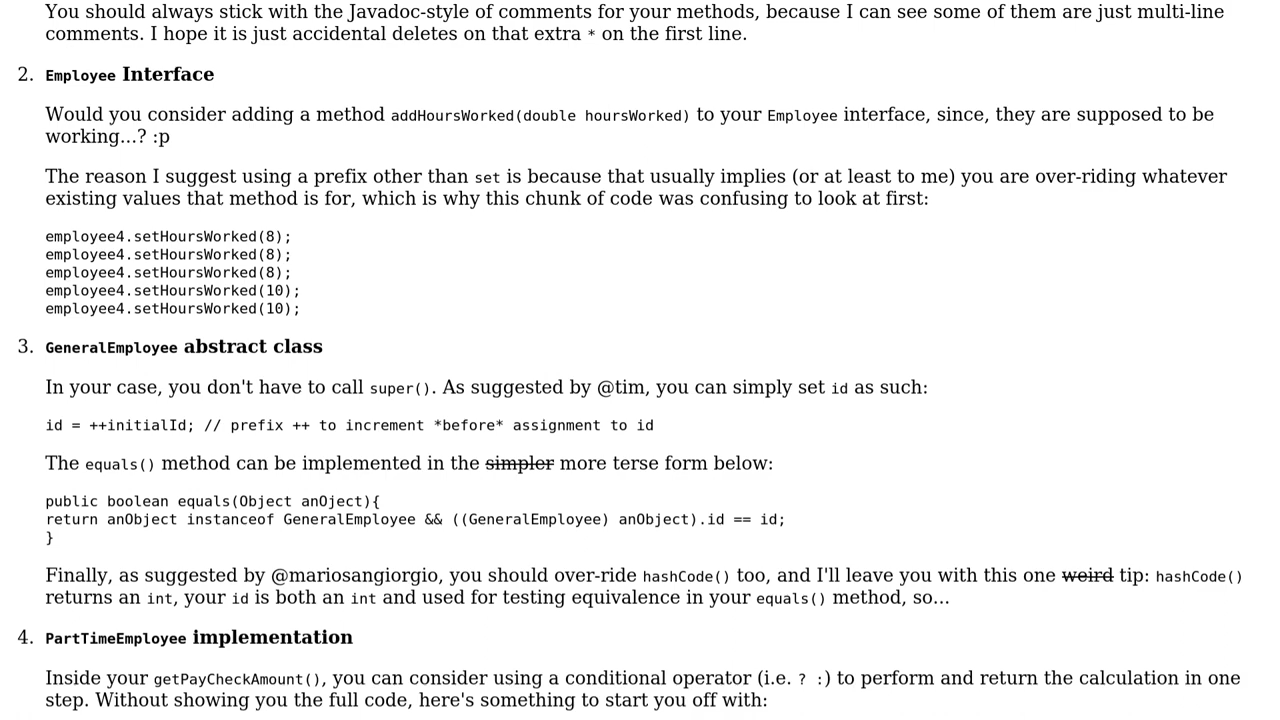 You should always stick with the Javadoc-style of comments for your methods, because I can see some of them are just multi-line
comments. I hope it is just accidental deletes on that extra * on the first line.
2. Employee Interface
Would you consider adding a method addHoursWorked(double hoursWorked) to your Employee interface, since, they are supposed to be
working...? :p
The reason I suggest using a prefix other than set is because that usually implies (or at least to me) you are over-riding whatever
existing values that method is for, which is why this chunk of code was confusing to look at first:
employee4.setHoursWorked(8);
employee4.setHoursWorked(8);
employee4.setHoursWorked(8);
employee4.setHoursWorked(10);
employee4.setHoursWorked(10);
3. GeneralEmployee abstract class
In your case, you don't have to call super(). As suggested by @tim, you can simply set id as such:
id = ++initialId; // prefix ++ to increment *before* assignment to id
The equals() method can be implemented in the simpler more terse form below:
public boolean equals(Object anOject){
return anObject instanceof GeneralEmployee && ((GeneralEmployee) anObject).id == id;
}
Finally, as suggested by @mariosangiorgio, you should over-ride hashCode() too, and I'll leave you with this one weird tip: hashCode()
returns an int, your id is both an int and used for testing equivalence in your equals() method, so...
4. PartTimeEmployee implementation
Inside your getPayCheckAmount(), you can consider using a conditional operator (i.e. ? :) to perform and return the calculation in one
step. Without showing you the full code, here's something to start you off with: